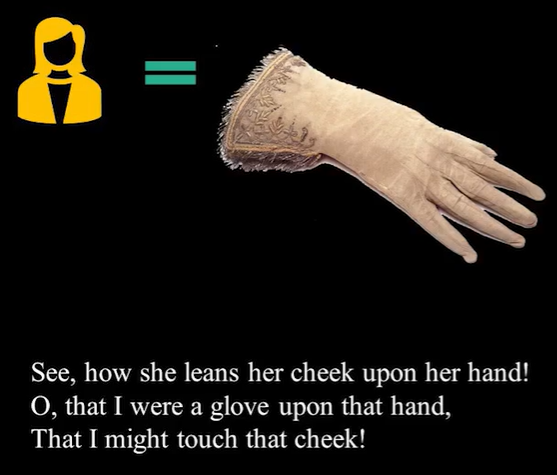 See, how she leans her cheek upon her hand!
O, that I were a glove upon that hand,
That I might touch that cheek!